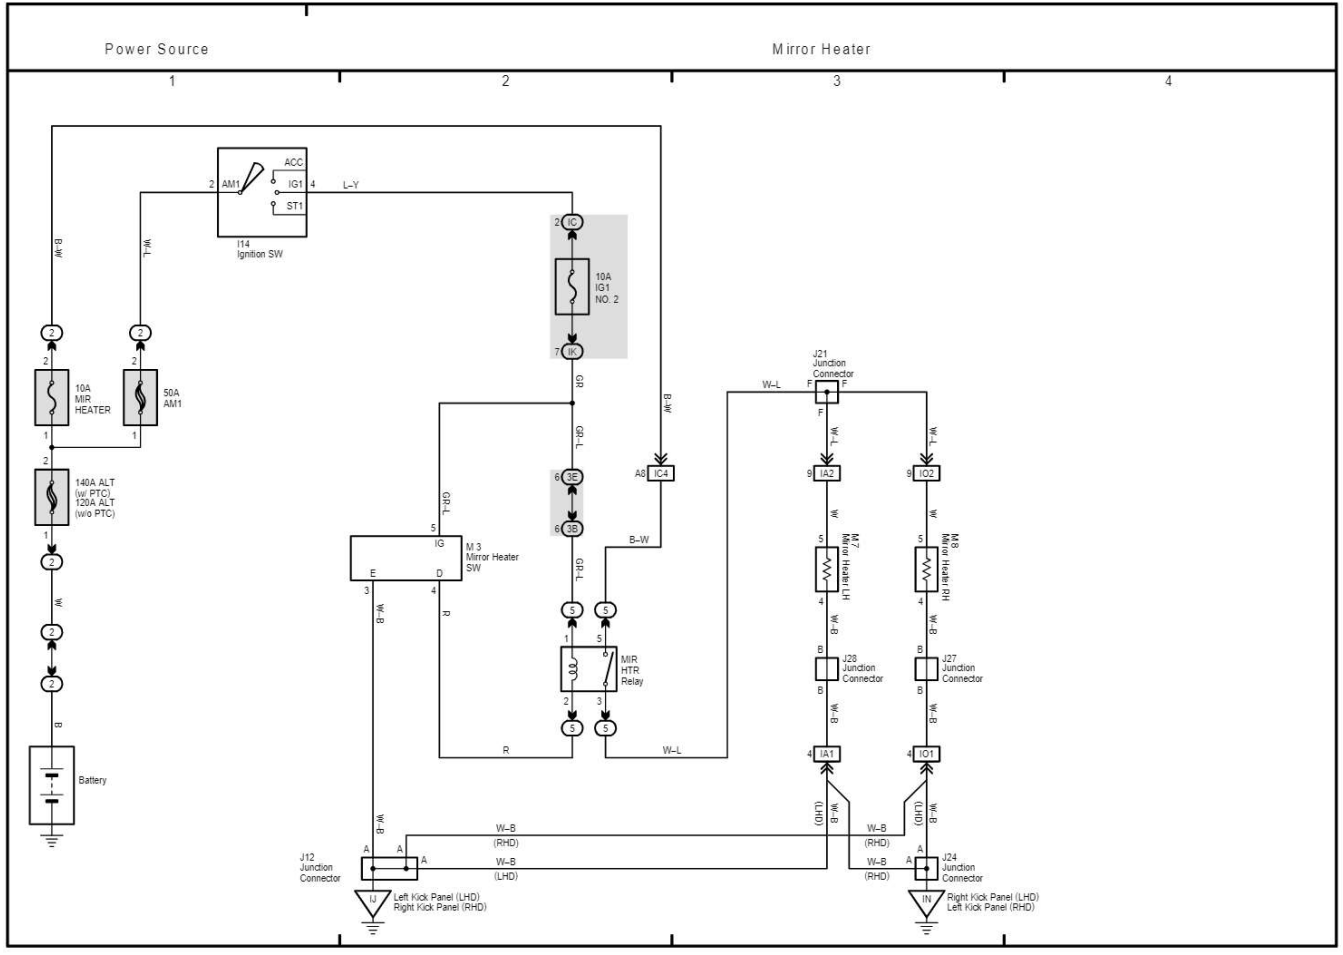 Power Source
Mirror Heater
1
2
3
4
ACC
2
AM1
IG1
4
L–Y
ST1
I14
Ignition SW
B–W
W–L
2
IC
10A
IG1
NO. 2
7
IK
2
2
2
2
10A
MIR
HEATER
50A
AM1
1
1
GR
GR–L
B–W
J21
Junction
Connector
W–L
F
F
F
W–L
W–L
2
140A ALT
(w/ PTC)
120A ALT
(w/o PTC)
1
2
W
2
2
B
Battery
GR–L
6
3E
6
3B
A8
IC4
9
IA2
9
IO2
W
W
5
IG
M 3
Mirror Heater
SW
E
D
3
4
W–B
R
GR–L
B–W
5
5
1
5
MIR
HTR
Relay
2
3
5
5
R
W–L
5
M 7
Mirror Heater LH
4
5
M 8
Mirror Heater RH
4
W–B
W–B
B
J28
Junction
Connector
B
B
J27
Junction
Connector
B
W–B
W–B
4
IA1
4
IO1
W–B
(LHD)
W–B
(LHD)
W–B
W–B
(RHD)
W–B
(RHD)
J12
Junction
Connector
A
A
A
W–B
(LHD)
W–B
(RHD)
A
A
J24
Junction
Connector
IJ
Left Kick Panel (LHD)
Right Kick Panel (RHD)
IN
Right Kick Panel (LHD)
Left Kick Panel (RHD)